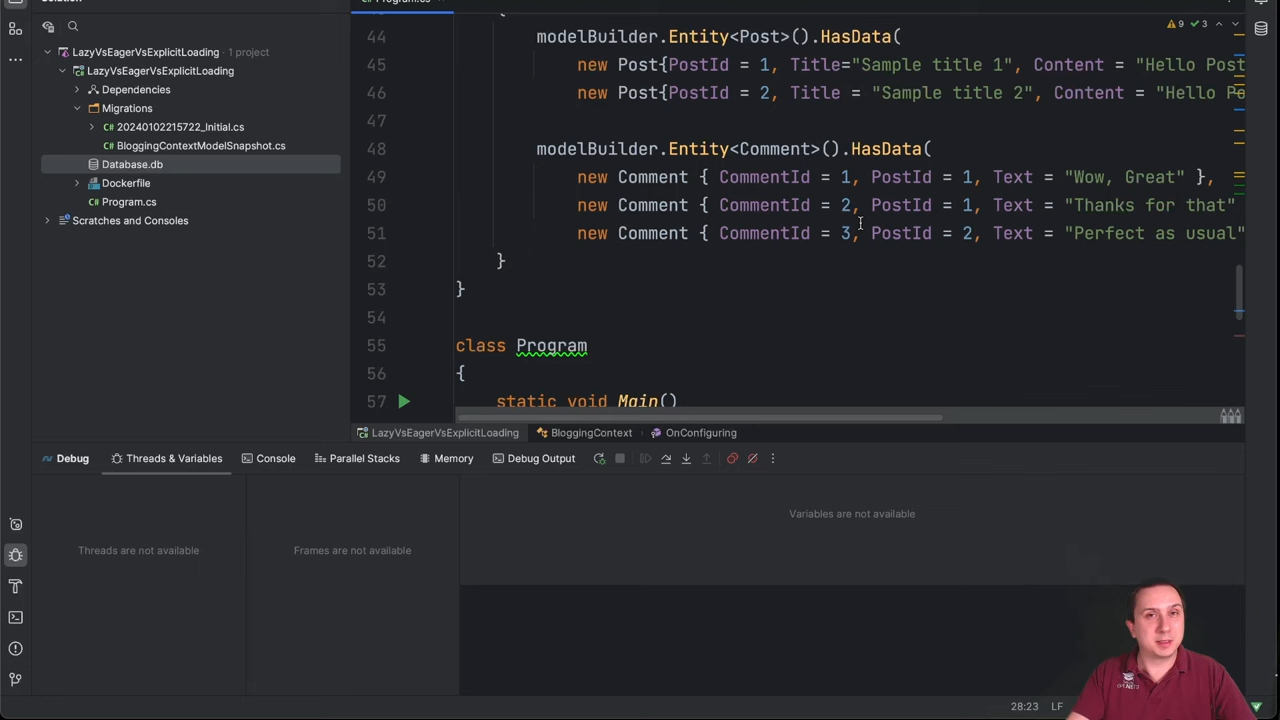 LazyVsEagerVsExplicitLoading · 1 project
LazyVsEagerVsExplicitLoading
Dependencies
Migrations
C# 20240102215722_Initial.cs
C# BloggingContextModelSnapshot.cs
Database.db
Dockerfile
C# Program.cs
Scratches and Consoles
9 3
44 modelBuilder.Entity<Post>().HasData(
45 new Post{PostId = 1, Title="Sample title 1", Content = "Hello Post
46 new Post{PostId = 2, Title = "Sample title 2", Content = "Hello Po
47
48 modelBuilder.Entity<Comment>().HasData(
49 new Comment { CommentId = 1, PostId = 1, Text = "Wow, Great" },
50 new Comment { CommentId = 2, PostId = 1, Text = "Thanks for that"
51 new Comment { CommentId = 3, PostId = 2, Text = "Perfect as usual"
52 }
53 }
54
55 class Program
56 {
57 static void Main()
LazyVsEagerVsExplicitLoading BloggingContext OnConfiguring
Debug Threads & Variables Console Parallel Stacks Memory Debug Output
Threads are not available
Frames are not available
Variables are not available
28:23 LF